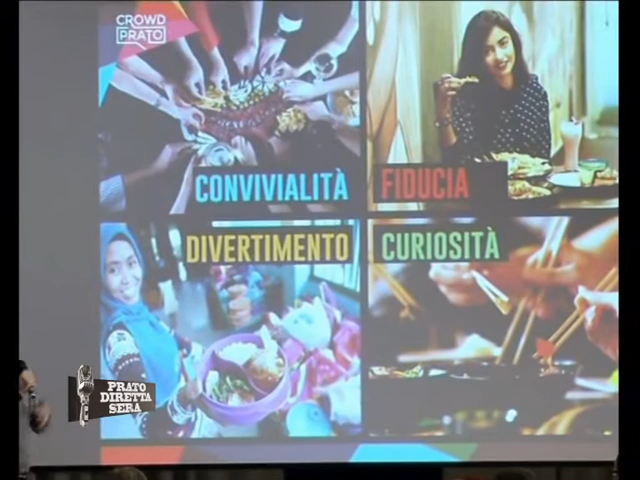 CROWD
PRATO
CONVIVIALITÀ
FIDUCIA
DIVERTIMENTO
CURIOSITÀ
PRATO
DIRETTA
SERA